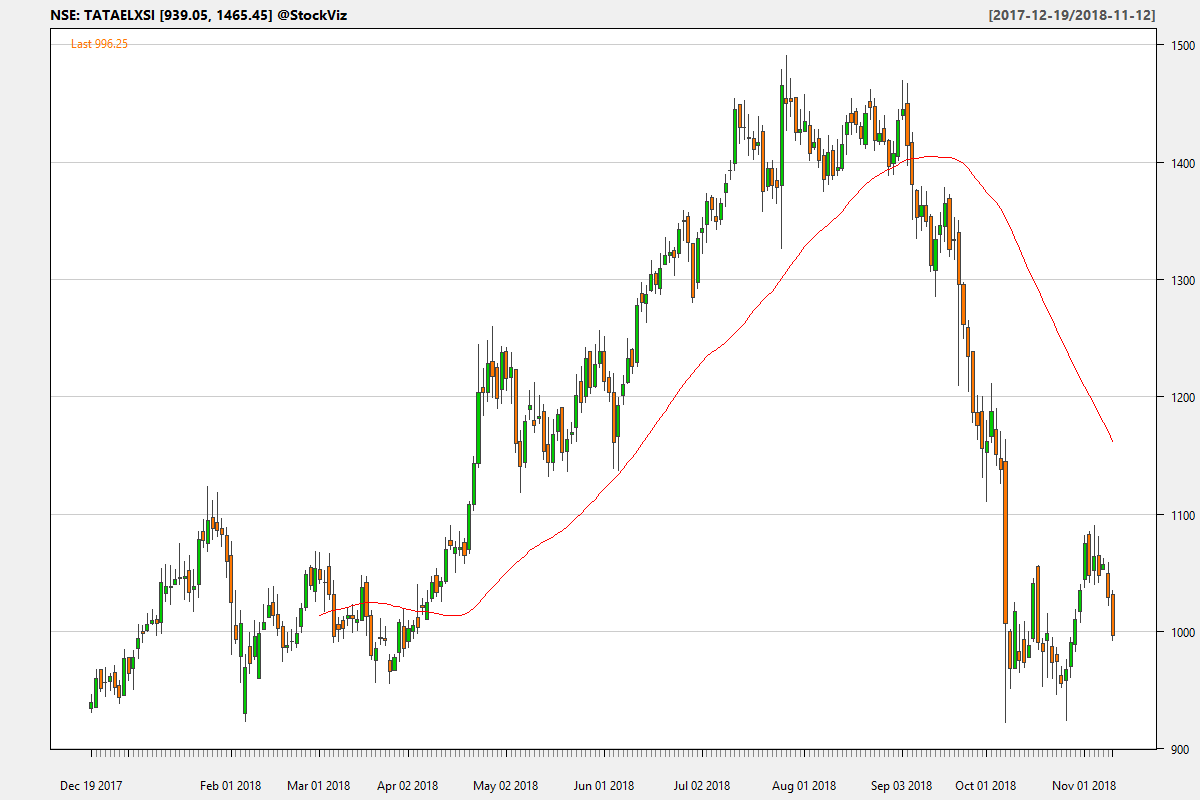 NSE: TATAELXSI [939.05, 1465.45] @StockViz
[2017-12-19/2018-11-12]
Last 996.25
1500
1400
1300
1200
1100
1000
900
Dec 19 2017
Feb 01 2018
Mar 01 2018
Apr 02 2018
May 02 2018
Jun 01 2018
Jul 02 2018
Aug 01 2018
Sep 03 2018
Oct 01 2018
Nov 01 2018